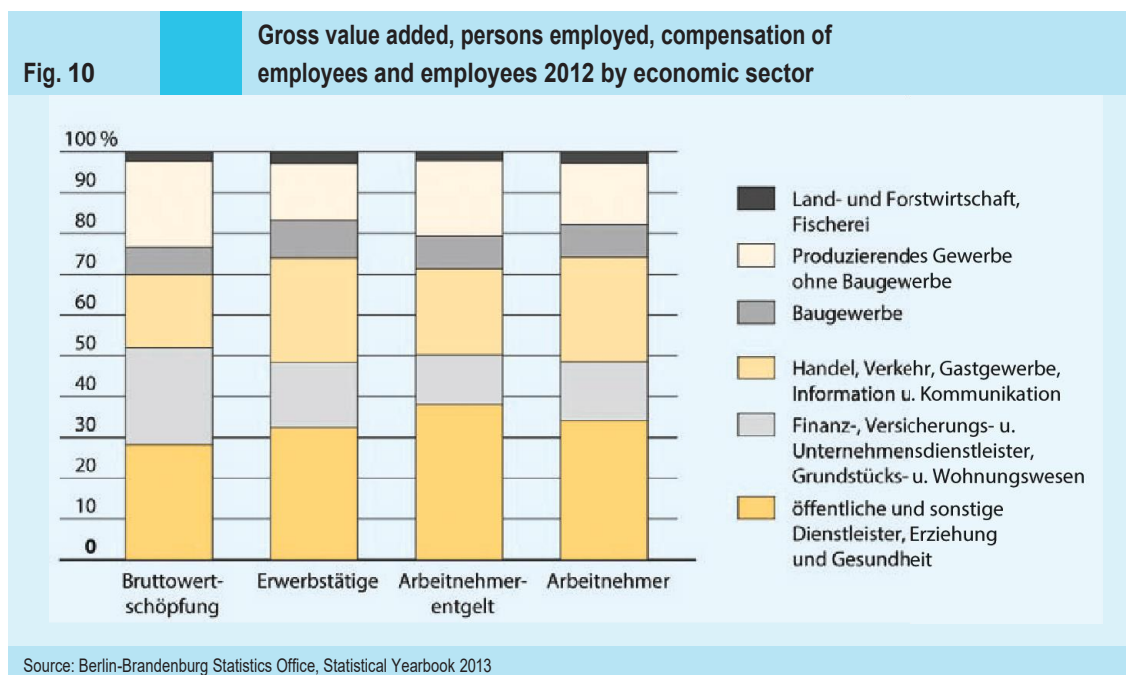 Fig. 10
Gross value added, persons employed, compensation of
employees and employees 2012 by economic sector
100 %
90
80
70
60
50
40
30
20
10
0
Bruttowert-
schöpfung
Erwerbstätige
Arbeitnehmer-
entgelt
Arbeitnehmer
Land- und Forstwirtschaft,
Fischerei
Produzierendes Gewerbe
ohne Baugewerbe
Baugewerbe
Handel, Verkehr, Gastgewerbe,
Information u. Kommunikation
Finanz-, Versicherungs- u.
Unternehmensdienstleister,
Grundstücks- u. Wohnungswesen
öffentliche und sonstige
Dienstleister, Erziehung
und Gesundheit
Source: Berlin-Brandenburg Statistics Office, Statistical Yearbook 2013